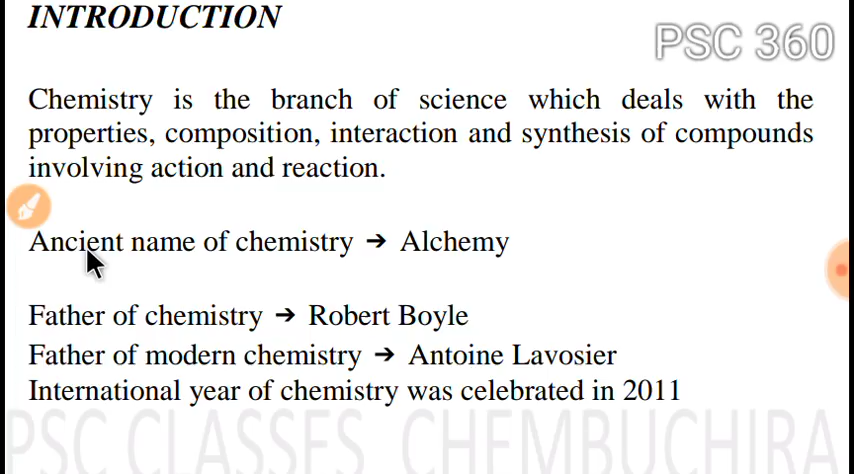 INTRODUCTION
PSC 360
Chemistry is the branch of science which deals with the
properties, composition, interaction and synthesis of compounds
involving action and reaction.
Ancient name of chemistry → Alchemy
Father of chemistry → Robert Boyle
Father of modern chemistry → Antoine Lavosier
International year of chemistry was celebrated in 2011
PSC CLASSES CHEMBUCHIRA